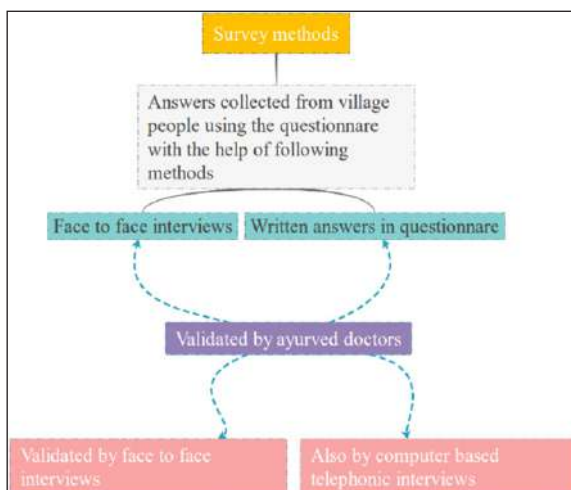 Survey methods
Answers collected from village
people using the questionnare
with the help of following
methods
Face to face interviews
Written answers in questionnare
Validated by ayurved doctors
Validated by face to face
interviews
Also by computer based
telephonic interviews